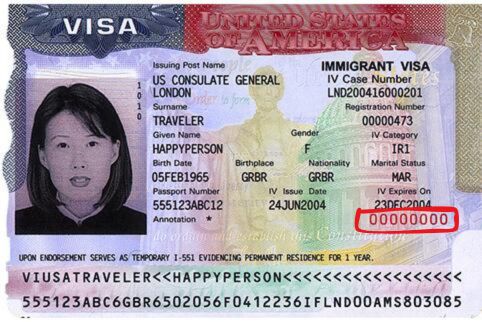 VISA
UNITED STATES
OF AMERICA
Issuing Post Name
IMMIGRANT VISA
US CONSULATE GENERAL
LONDON
IV Case Number
LND200416000201
Surname
Registration Number
TRAVELER
00000473
Given Name Gender IV Category
HAPPYPERSON F IR1
Birth Date Birthplace Nationality Marital Status
05FEB1965 GRBR GRBR MAR
Passport Number IV Issue Date IV Expires On
555123ABC12 24JUN2004 23DEC2004
Annotation *
00000000
UPON ENDORSEMENT SERVES AS TEMPORARY I-551 EVIDENCING PERMANENT RESIDENCE FOR 1 YEAR.
VIUSATRAVELER<<HAPPYPERSON<<<<<<<<<<<<<<<<<<
555123ABC6GBR6502056F0412236IFLND00AMS803085